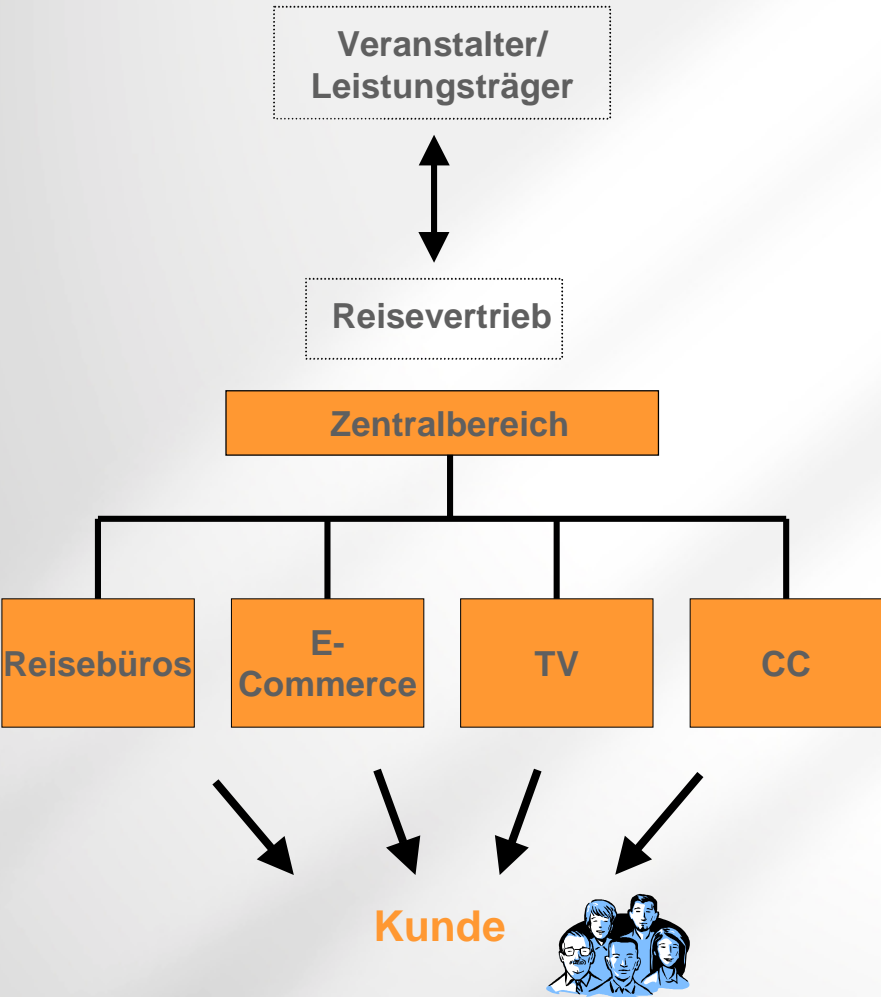 Veranstalter/
Leistungsträger
Reisevertrieb
Zentralbereich
Reisebüros
E-
Commerce
TV
CC
Kunde